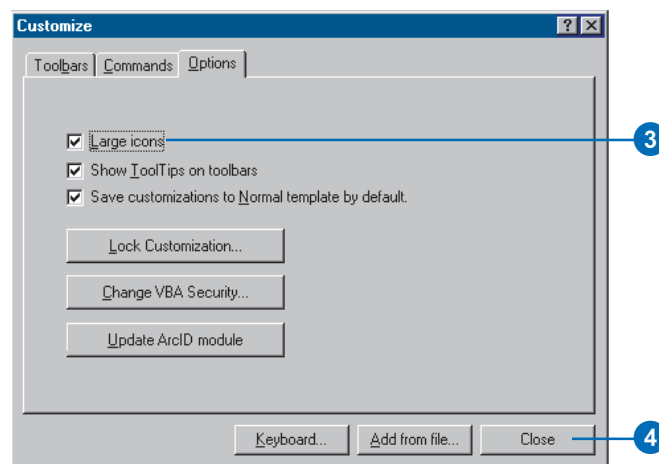 Customize
Toolbars Commands Options
Large icons 3
Show ToolTips on toolbars
Save customizations to Normal template by default.
Lock Customization...
Change VBA Security...
Update ArcID module
Keyboard... Add from file... Close 4